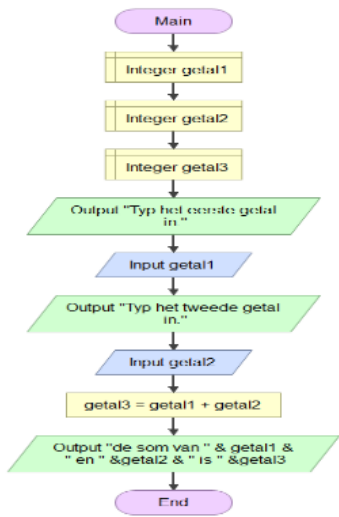 Main
Integer getal1
Integer getal2
Integer getal3
Output "Typ het eerste getal
in."
Input getal1
Output "Typ het tweede getal
in."
Input getal2
getal3 = getal1 + getal2
Output "de som van " & getal1 &
" en " &getal2 & " is " &getal3
End